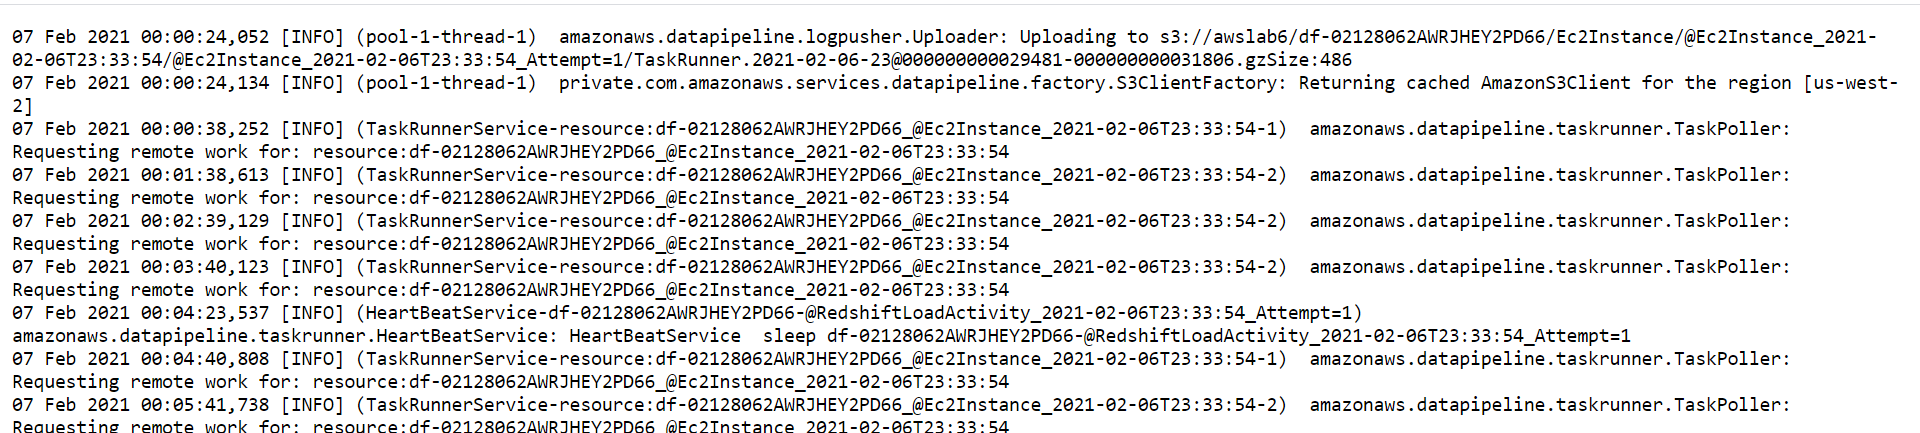 07 Feb 2021 00:00:24,052 [INFO] (pool-1-thread-1)  amazonaws.datapipeline.logpusher.Uploader: Uploading to s3://awslab6/df-02128062AWRJHEY2PD66/Ec2Instance/@Ec2Instance_2021-
02-06T23:33:54/@Ec2Instance_2021-02-06T23:33:54_Attempt=1/TaskRunner.2021-02-06-23@000000000029481-000000000031806.gzSize:486
07 Feb 2021 00:00:24,134 [INFO] (pool-1-thread-1)  private.com.amazonaws.services.datapipeline.factory.S3ClientFactory: Returning cached AmazonS3Client for the region [us-west-
2]
07 Feb 2021 00:00:38,252 [INFO] (TaskRunnerService-resource:df-02128062AWRJHEY2PD66_@Ec2Instance_2021-02-06T23:33:54-1)  amazonaws.datapipeline.taskrunner.TaskPoller:
Requesting remote work for: resource:df-02128062AWRJHEY2PD66_@Ec2Instance_2021-02-06T23:33:54
07 Feb 2021 00:01:38,613 [INFO] (TaskRunnerService-resource:df-02128062AWRJHEY2PD66_@Ec2Instance_2021-02-06T23:33:54-2)  amazonaws.datapipeline.taskrunner.TaskPoller:
Requesting remote work for: resource:df-02128062AWRJHEY2PD66_@Ec2Instance_2021-02-06T23:33:54
07 Feb 2021 00:02:39,129 [INFO] (TaskRunnerService-resource:df-02128062AWRJHEY2PD66_@Ec2Instance_2021-02-06T23:33:54-2)  amazonaws.datapipeline.taskrunner.TaskPoller:
Requesting remote work for: resource:df-02128062AWRJHEY2PD66_@Ec2Instance_2021-02-06T23:33:54
07 Feb 2021 00:03:40,123 [INFO] (TaskRunnerService-resource:df-02128062AWRJHEY2PD66_@Ec2Instance_2021-02-06T23:33:54-2)  amazonaws.datapipeline.taskrunner.TaskPoller:
Requesting remote work for: resource:df-02128062AWRJHEY2PD66_@Ec2Instance_2021-02-06T23:33:54
07 Feb 2021 00:04:23,537 [INFO] (HeartBeatService-df-02128062AWRJHEY2PD66-@RedshiftLoadActivity_2021-02-06T23:33:54_Attempt=1)
amazonaws.datapipeline.taskrunner.HeartBeatService: HeartBeatService  sleep df-02128062AWRJHEY2PD66-@RedshiftLoadActivity_2021-02-06T23:33:54_Attempt=1
07 Feb 2021 00:04:40,808 [INFO] (TaskRunnerService-resource:df-02128062AWRJHEY2PD66_@Ec2Instance_2021-02-06T23:33:54-1)  amazonaws.datapipeline.taskrunner.TaskPoller:
Requesting remote work for: resource:df-02128062AWRJHEY2PD66_@Ec2Instance_2021-02-06T23:33:54
07 Feb 2021 00:05:41,738 [INFO] (TaskRunnerService-resource:df-02128062AWRJHEY2PD66_@Ec2Instance_2021-02-06T23:33:54-2)  amazonaws.datapipeline.taskrunner.TaskPoller:
Requesting remote work for: resource:df-02128062AWRJHEY2PD66_@Ec2Instance_2021-02-06T23:33:54